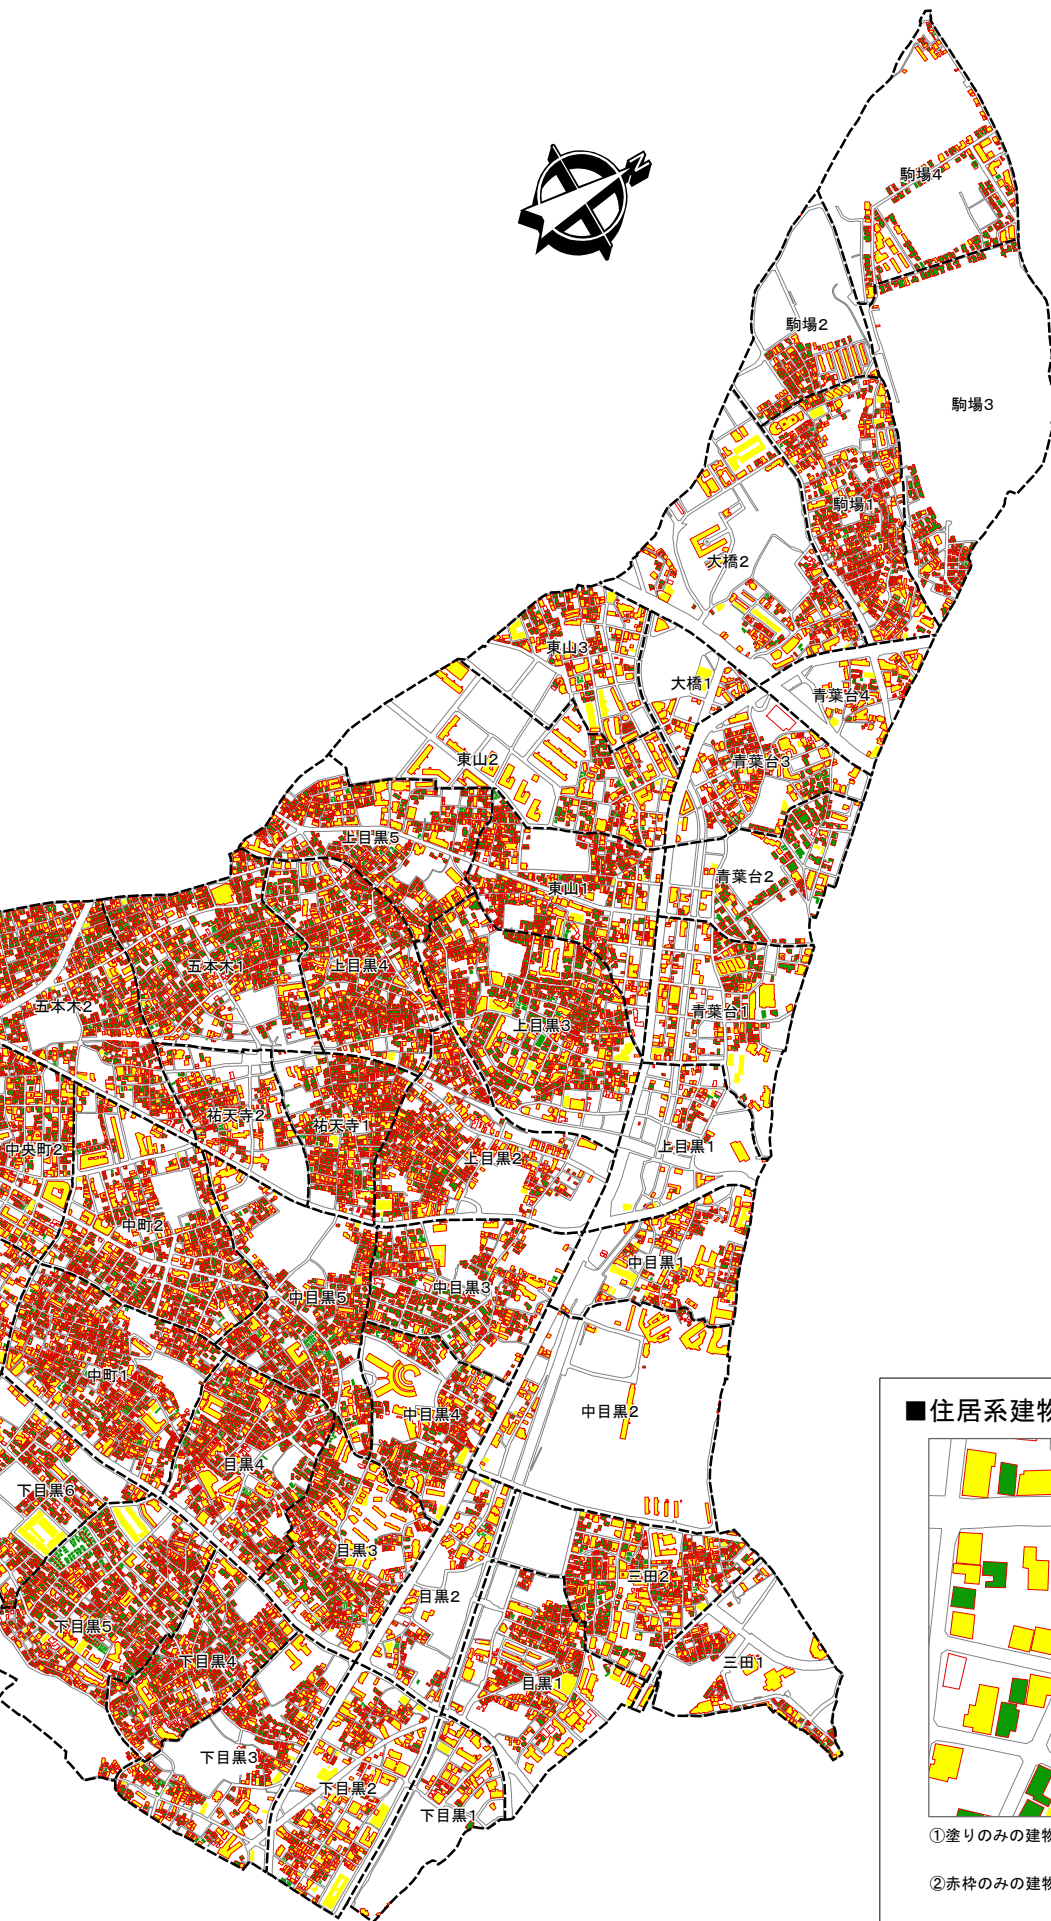 N
駒場4
駒場2
駒場3
駒場1
大橋2
東山3
大橋1
青葉台4
東山2
青葉台3
上目黒5
青葉台2
東山1
五本木1
上目黒4
五本木2
青葉台1
上目黒3
祐天寺2
祐天寺1
中央町2
上目黒2
上目黒1
中町2
中目黒1
中目黒3
中目黒5
中町1
中目黒4
中目黒2
■住居系建物
目黒4
下目黒6
目黒3
三田2
目黒2
下目黒5
下目黒4
三田1
目黒1
下目黒3
下目黒2
下目黒1
①塗りのみの建物
②赤枠のみの建物